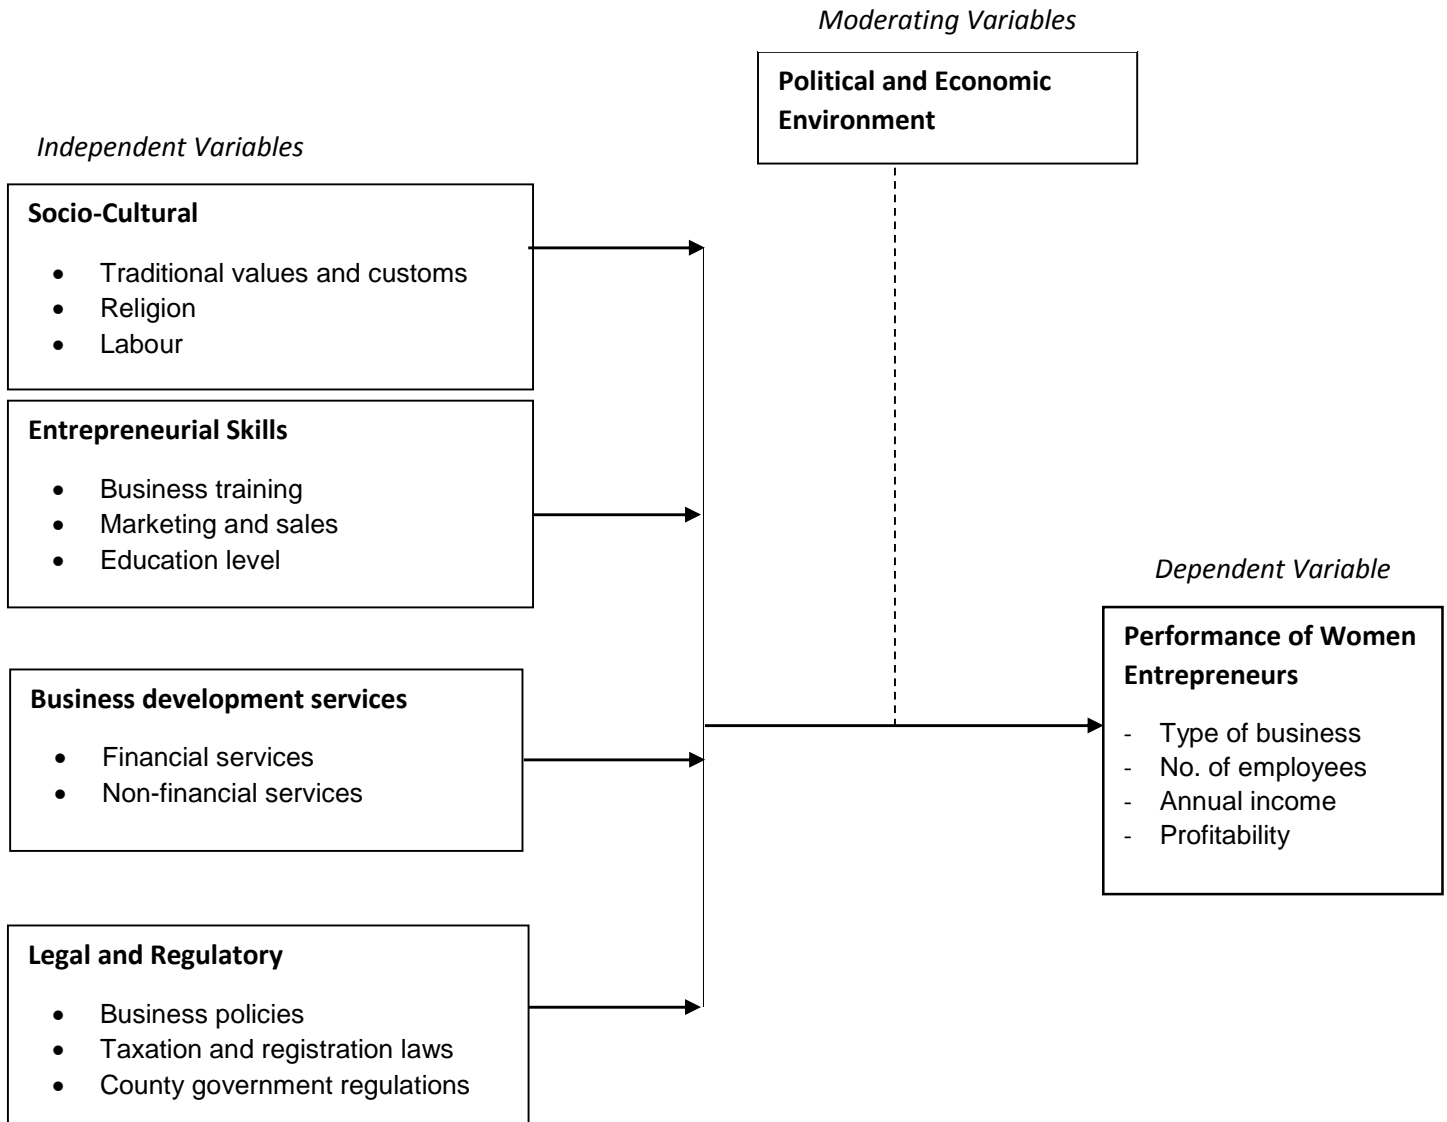 Moderating Variables
Political and Economic
Environment
Independent Variables
Socio-Cultural
• Traditional values and customs
• Religion
• Labour
Entrepreneurial Skills
• Business training
• Marketing and sales
• Education level
Business development services
• Financial services
• Non-financial services
Legal and Regulatory
• Business policies
• Taxation and registration laws
• County government regulations
Dependent Variable
Performance of Women
Entrepreneurs
- Type of business
- No. of employees
- Annual income
- Profitability